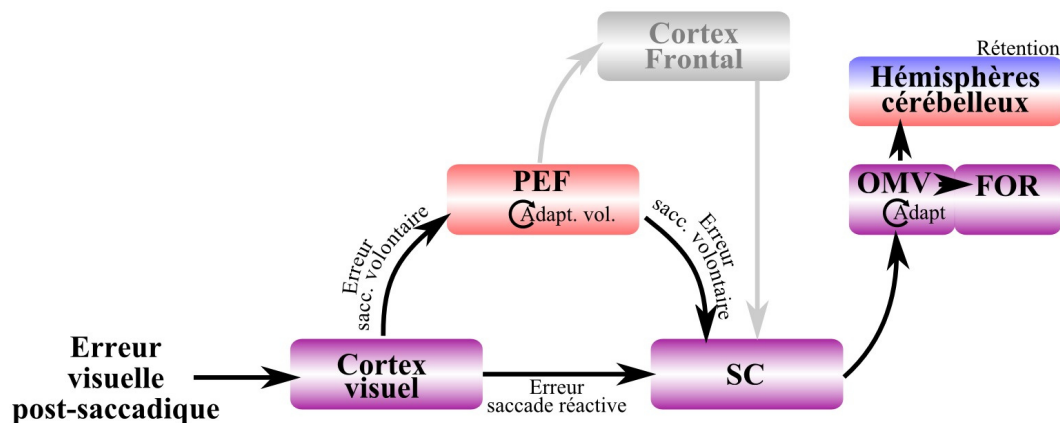 Cortex
Frontal
Rétention
Hémisphères
cérébelleux
PEF
Adapt. vol.
OMV
FOR
Adapt
Erreur
sacc. volontaire
Erreur
sacc. volontaire
Erreur
visuelle
post-saccadique
Cortex
visuel
Erreur
saccade réactive
SC